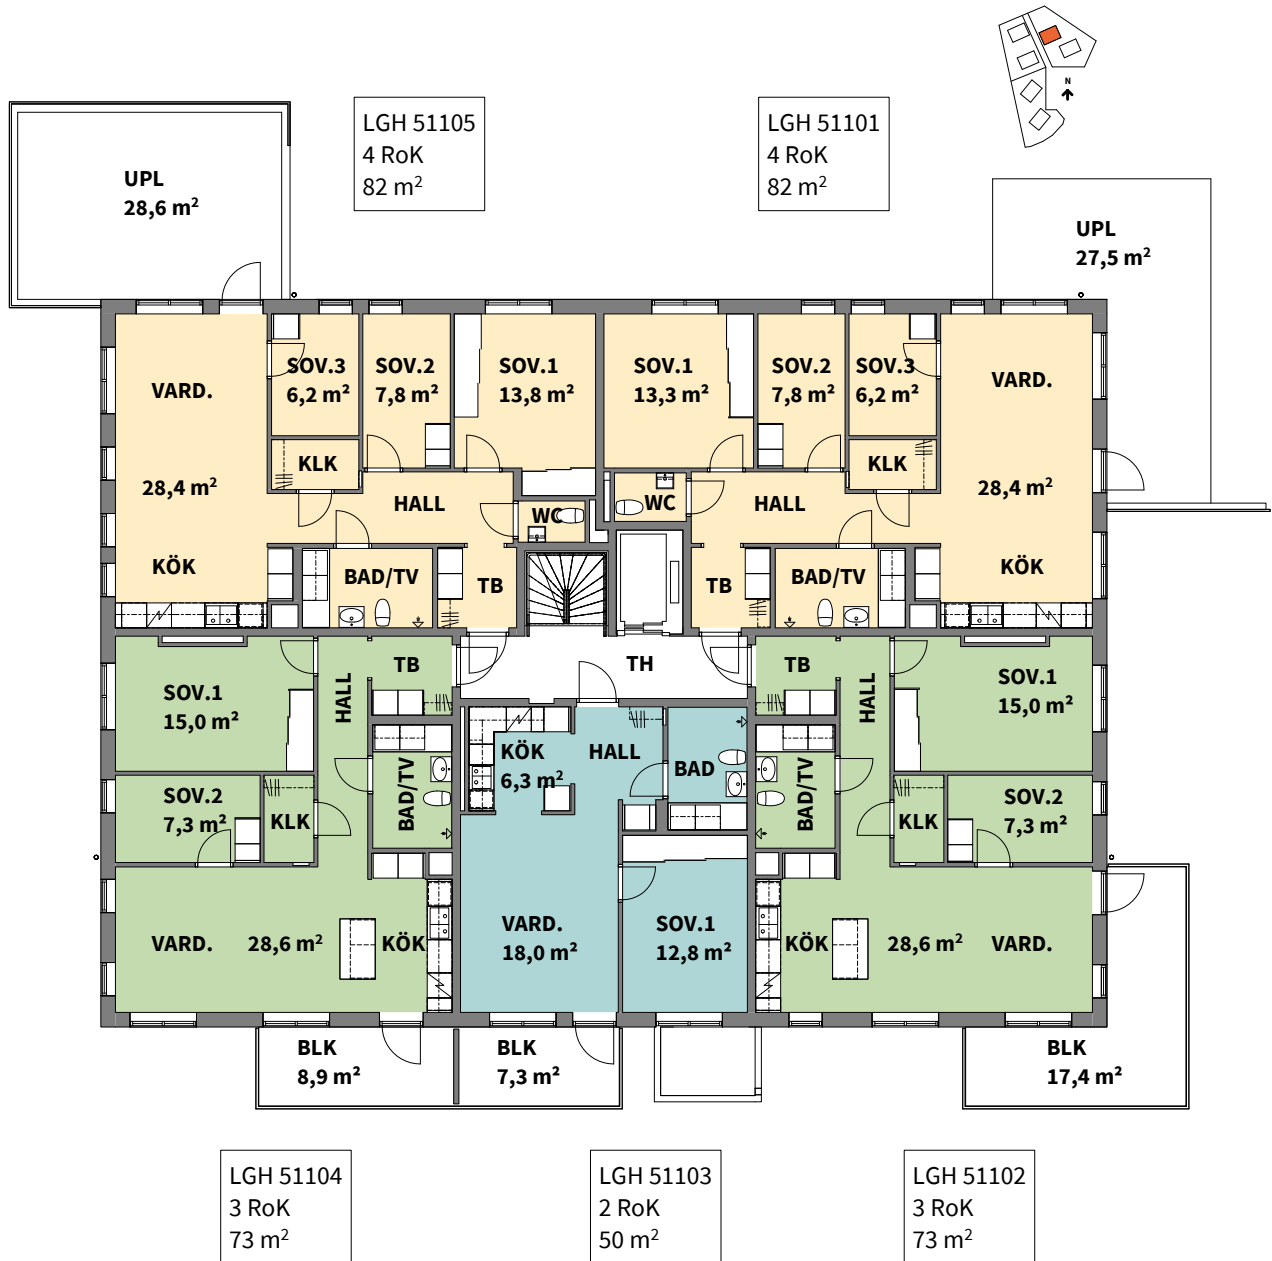 N
LGH 51105
4 RoK
82 m²
LGH 51101
4 RoK
82 m²
UPL
28,6 m²
UPL
27,5 m²
VARD.
28,4 m²
KÖK
SOV.3
6,2 m²
SOV.2
7,8 m²
SOV.1
13,8 m²
KLK
HALL
WC
BAD/TV
TB
SOV.1
13,3 m²
SOV.2
7,8 m²
SOV.3
6,2 m²
VARD.
28,4 m²
KÖK
KLK
HALL
WC
TB
BAD/TV
TH
SOV.1
15,0 m²
HALL
TB
SOV.2
7,3 m²
KLK
BAD/TV
VARD.
28,6 m²
KÖK
KÖK
6,3 m²
HALL
BAD
VARD.
18,0 m²
SOV.1
12,8 m²
TB
HALL
SOV.1
15,0 m²
BAD/TV
KLK
SOV.2
7,3 m²
KÖK
28,6 m²
VARD.
BLK
8,9 m²
BLK
7,3 m²
BLK
17,4 m²
LGH 51104
3 RoK
73 m²
LGH 51103
2 RoK
50 m²
LGH 51102
3 RoK
73 m²